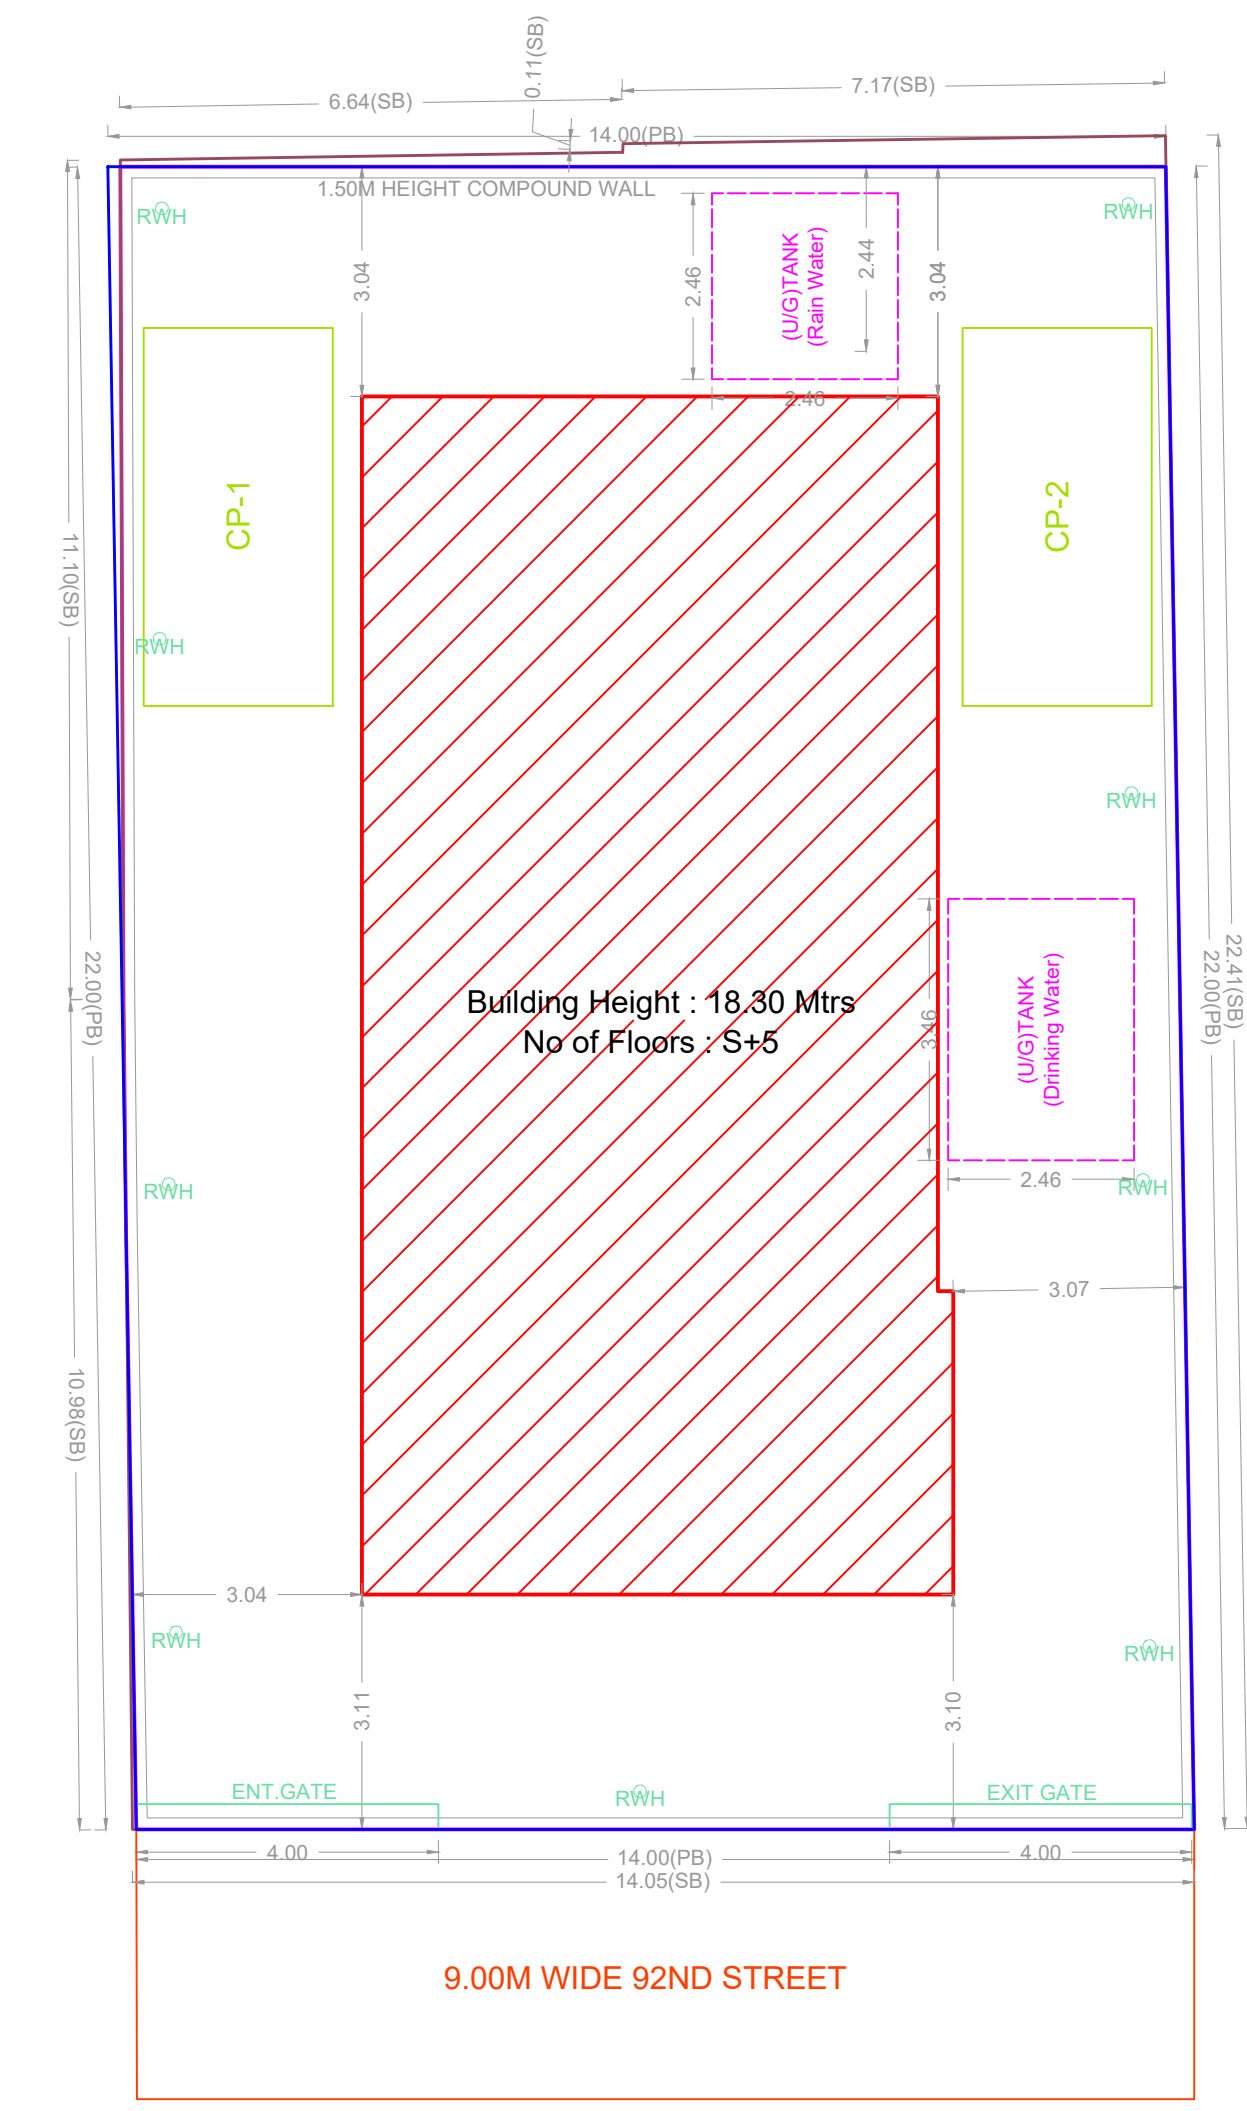 0.11(SB)
6.64(SB)
7.17(SB)
14.00(PB)
1.50M HEIGHT COMPOUND WALL
RWH
RWH
3.04
2.46
(U/G)TANK
(Rain Water)
2.44
3.04
2.46
CP-1
CP-2
11.10(SB)
RWH
RWH
22.00(PB)
Building Height : 18.30 Mtrs
No of Floors : S+5
3.46
(U/G)TANK
(Drinking Water)
22.00(PB)
22.41(SB)
2.46
RWH
RWH
3.07
10.98(SB)
3.04
RWH
RWH
3.11
3.10
ENT.GATE
RWH
EXIT GATE
4.00
14.00(PB)
4.00
14.05(SB)
9.00M WIDE 92ND STREET